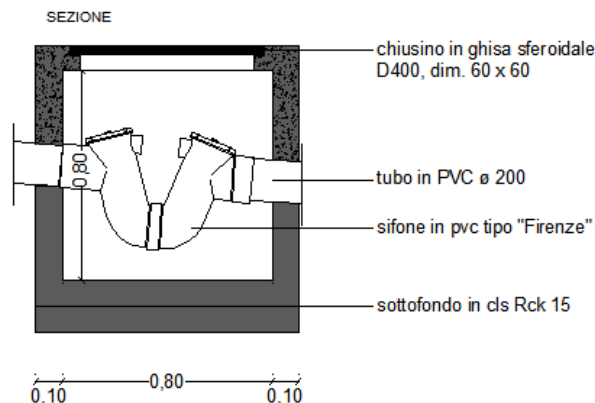 SEZIONE
chiusino in ghisa sferoidale
D400, dim. 60 x 60
0,80
tubo in PVC ø 200
sifone in pvc tipo "Firenze"
sottofondo in cls Rck 15
0,10
0,80
0,10